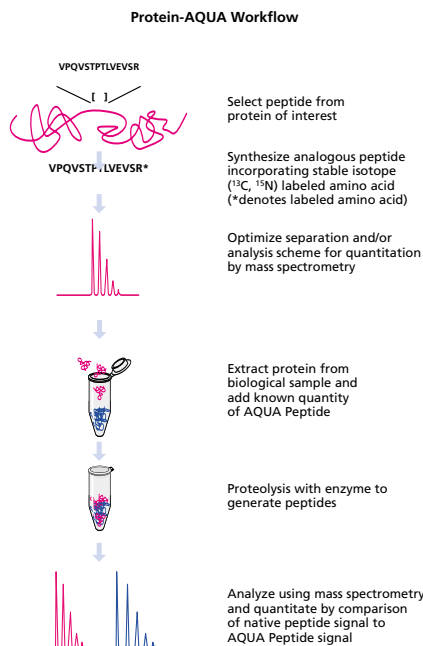 Protein-AQUA Workflow
VPQVSTPTLVEVSR
[ ]
Select peptide from
protein of interest
VPQVSTPTLVEVSR*
Synthesize analogous peptide
incorporating stable isotope
(¹³C, ¹⁵N) labeled amino acid
(*denotes labeled amino acid)
Optimize separation and/or
analysis scheme for quantitation
by mass spectrometry
Extract protein from
biological sample and
add known quantity
of AQUA Peptide
Proteolysis with enzyme to
generate peptides
Analyze using mass spectrometry
and quantitate by comparison
of native peptide signal to
AQUA Peptide signal